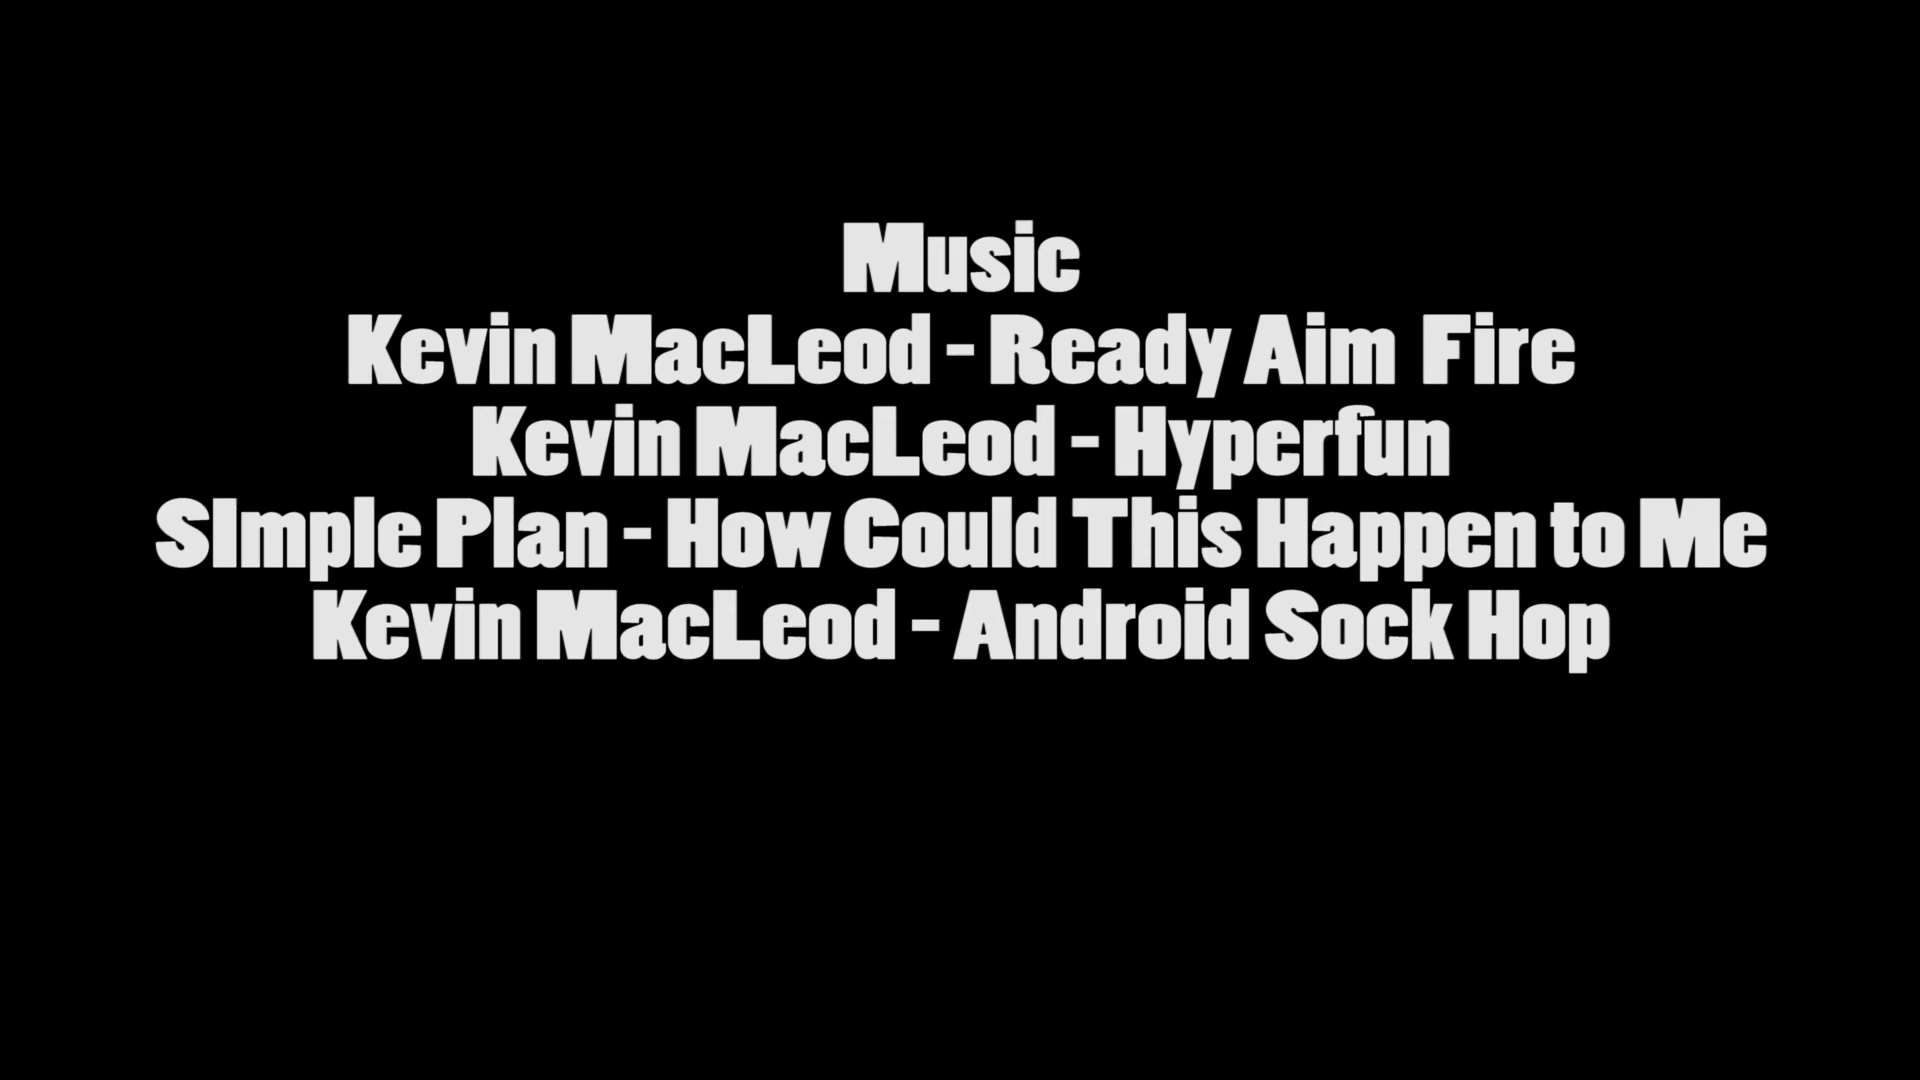 Music
Kevin MacLeod - Ready Aim  Fire
Kevin MacLeod - Hyperfun
SImple Plan - How Could This Happen to Me
Kevin MacLeod - Android Sock Hop